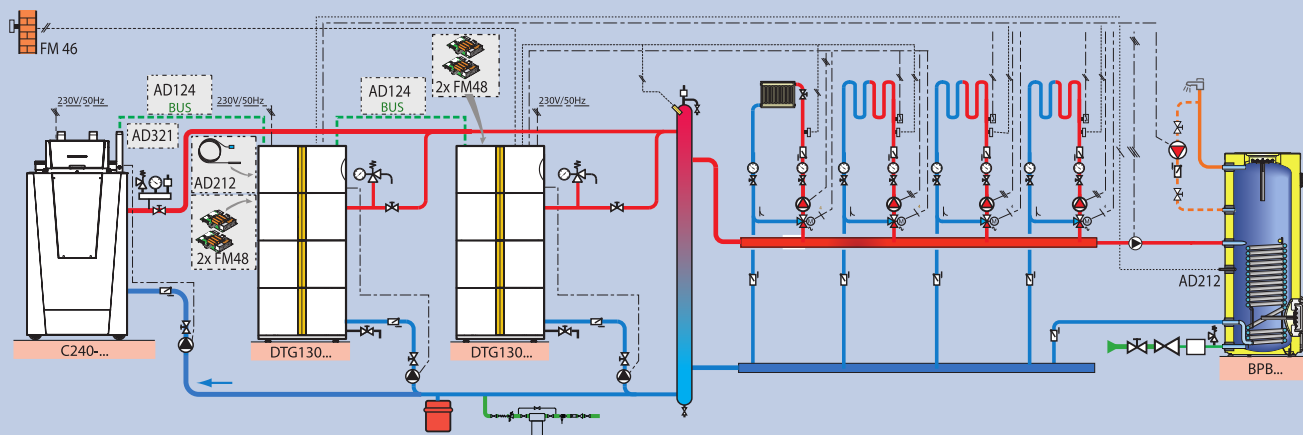 FM 46
230V/50Hz
AD124
BUS
230V/50Hz
AD321
AD212
2x FM48
AD124
BUS
2x FM48
230V/50Hz
C240-...
DTG130...
DTG130...
M
M
M
M
AD212
BPB...